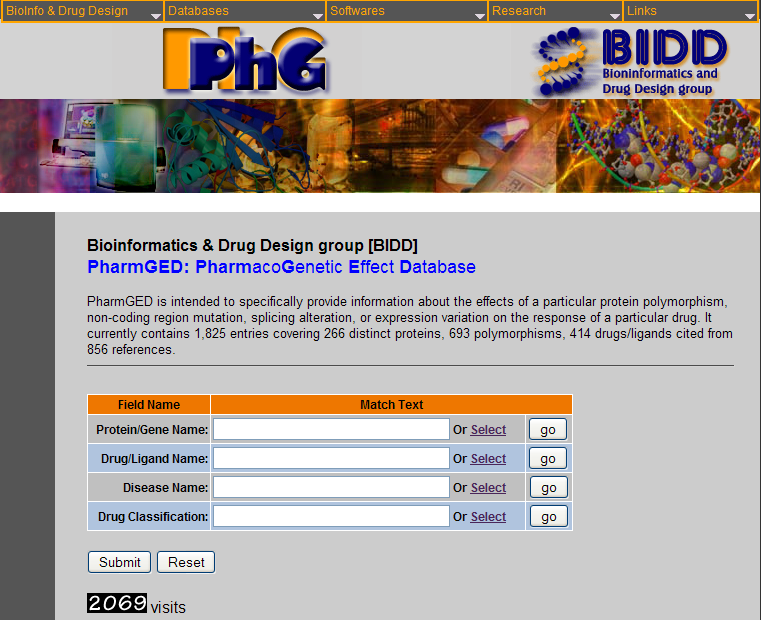 BioInfo & Drug Design Databases Softwares Research Links
PhG
BIDD
Bioninformatics and
Drug Design group
Bioinformatics & Drug Design group [BIDD]
PharmGED: PharmacoGenetic Effect Database
PharmGED is intended to specifically provide information about the effects of a particular protein polymorphism,
non-coding region mutation, splicing alteration, or expression variation on the response of a particular drug. It
currently contains 1,825 entries covering 266 distinct proteins, 693 polymorphisms, 414 drugs/ligands cited from
856 references.
Field Name Match Text
Protein/Gene Name: Or Select go
Drug/Ligand Name: Or Select go
Disease Name: Or Select go
Drug Classification: Or Select go
Submit Reset
2069 visits